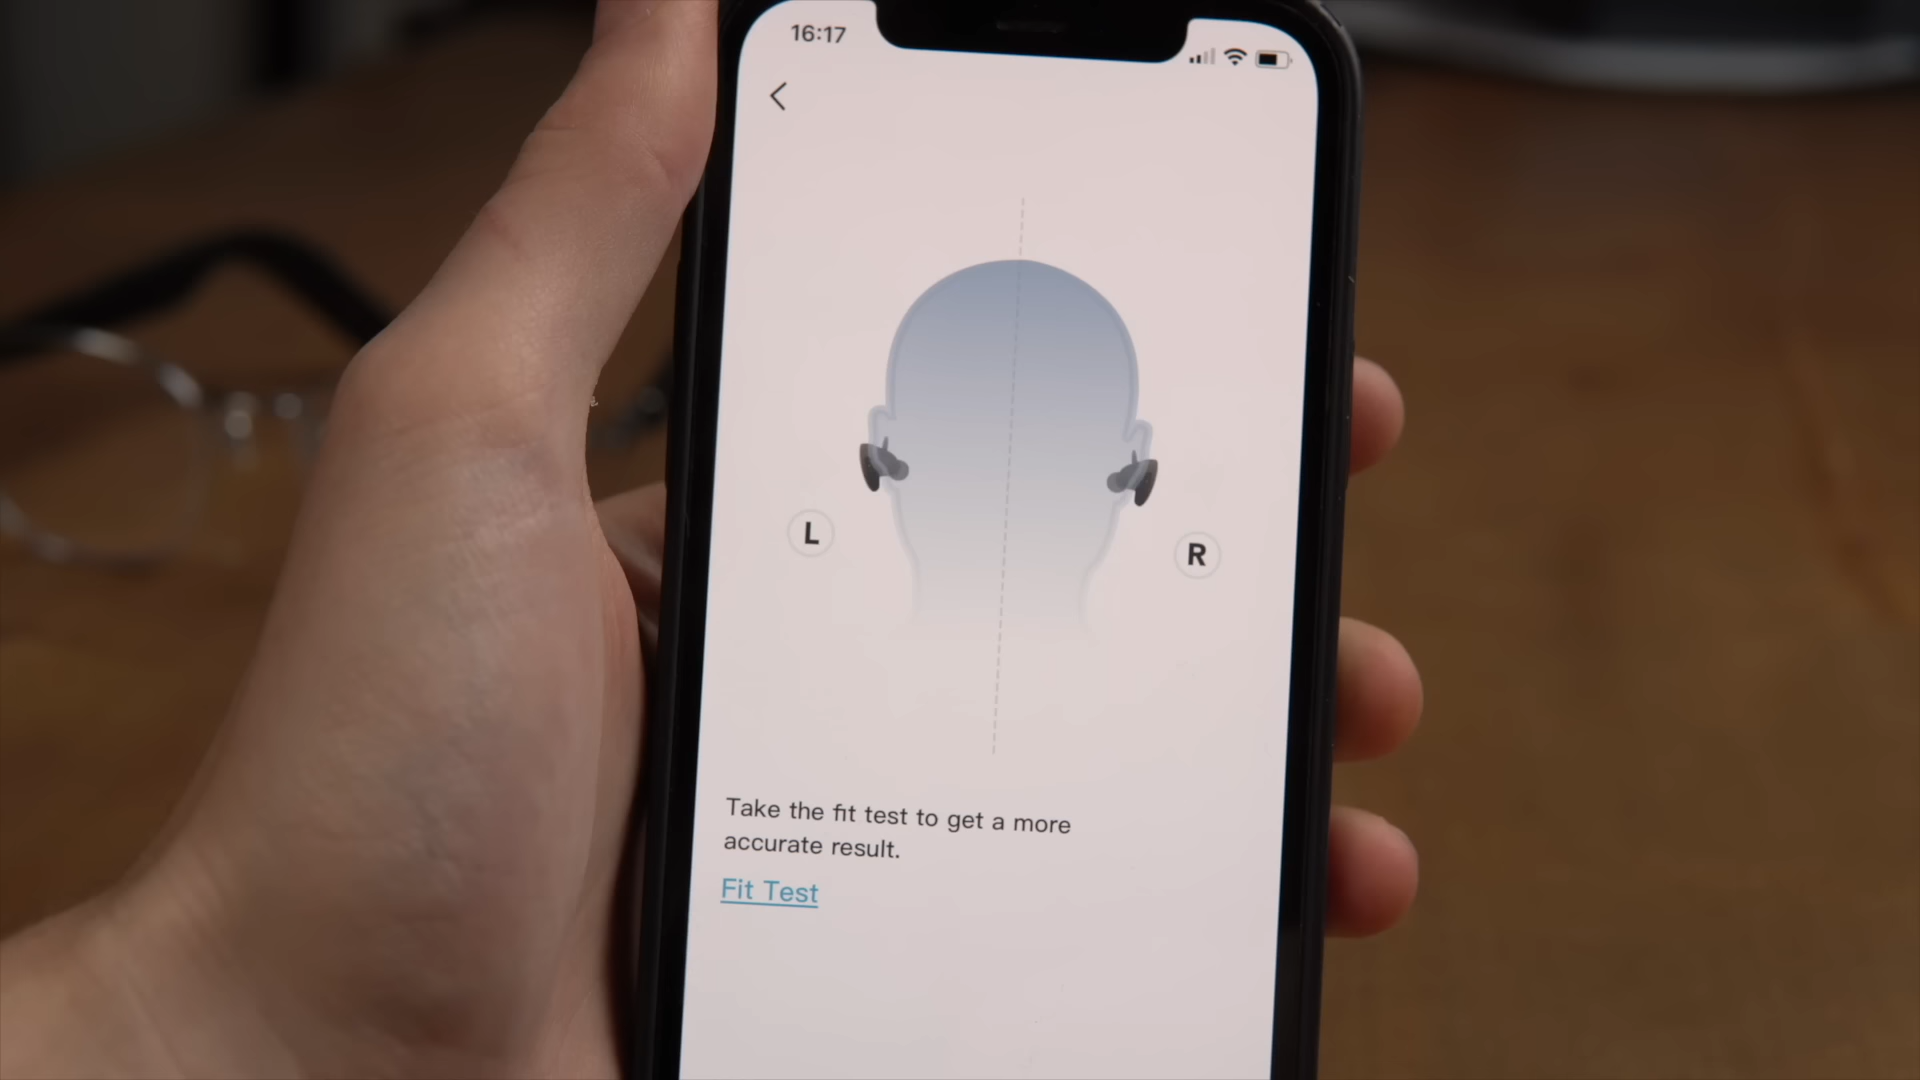 16:17
L
R
Take the fit test to get a more
accurate result.
Fit Test